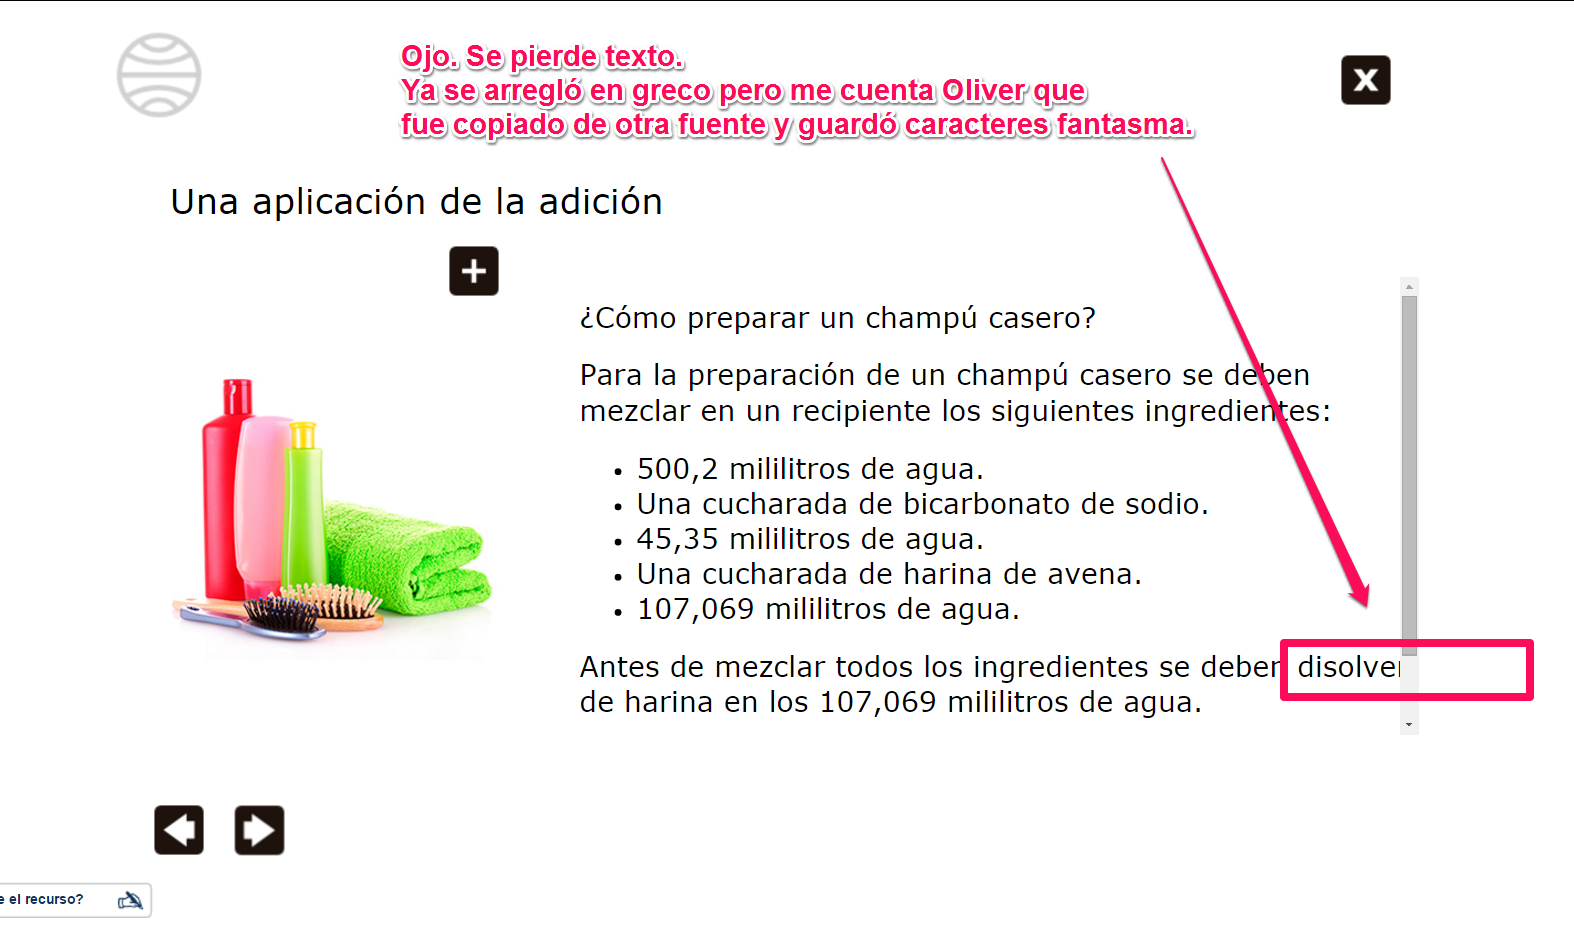 Ojo. Se pierde texto.
Ya se arregló en greco pero me cuenta Oliver que
fue copiado de otra fuente y guardó caracteres fantasma.
X
Una aplicación de la adición
+
¿Cómo preparar un champú casero?
Para la preparación de un champú casero se deben
mezclar en un recipiente los siguientes ingredientes:
• 500,2 mililitros de agua.
• Una cucharada de bicarbonato de sodio.
• 45,35 mililitros de agua.
• Una cucharada de harina de avena.
• 107,069 mililitros de agua.
Antes de mezclar todos los ingredientes se deben disolver
de harina en los 107,069 mililitros de agua.
e el recurso?